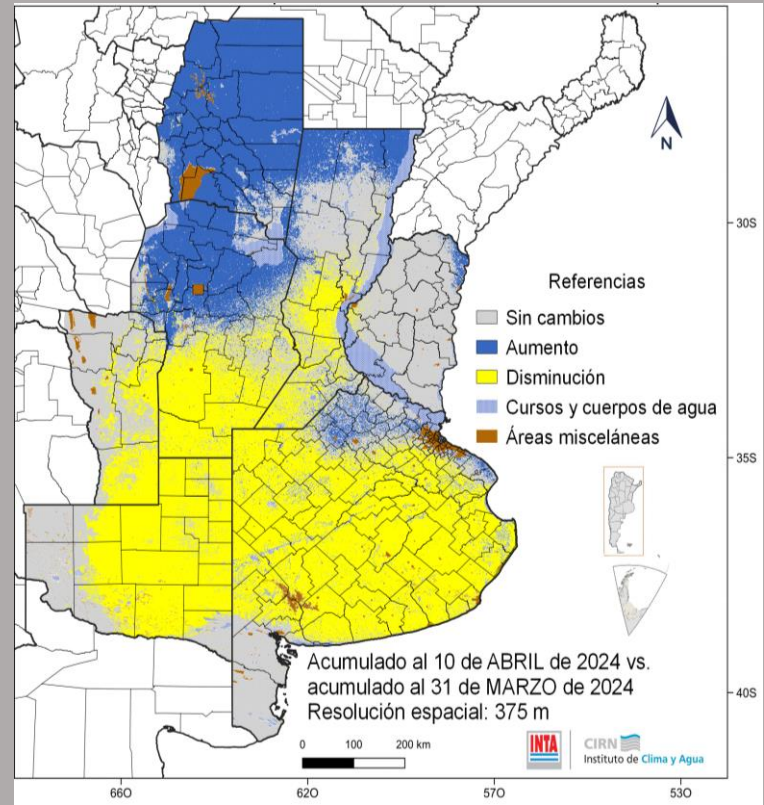 N
30S
Referencias
Sin cambios
Aumento
Disminución
Cursos y cuerpos de agua
Áreas misceláneas
35S
Acumulado al 10 de ABRIL de 2024 vs.
acumulado al 31 de MARZO de 2024
Resolución espacial: 375 m
40S
0 100 200 km
INTA
CIRN
Instituto de Clima y Agua
66O 62O 57O 53O